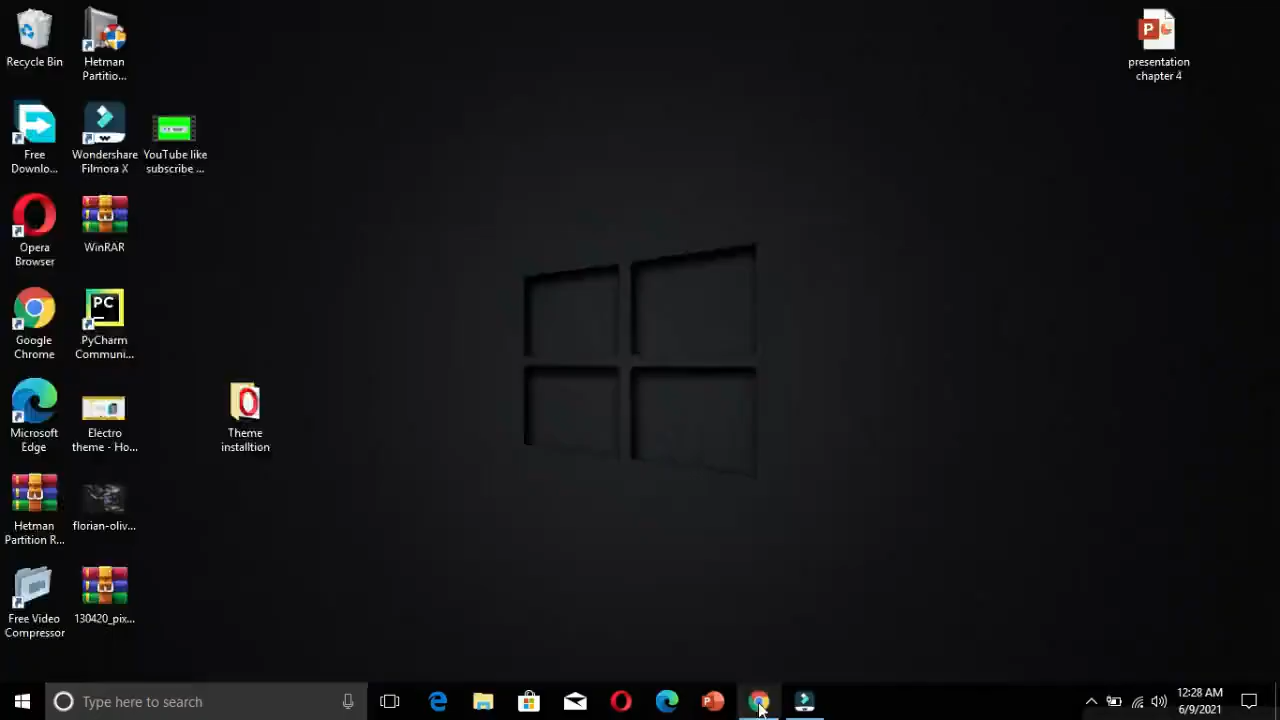 Recycle Bin
Hetman
Partitio...
presentation
chapter 4
Free
Downlo...
Wondershare
Filmora X
YouTube like
subscribe ...
Opera
Browser
WinRAR
Google
Chrome
PC
PyCharm
Communi...
Microsoft
Edge
Electro
theme - Ho...
Theme
installtion
Hetman
Partition R...
florian-oliv...
Free Video
Compressor
130420_pix...
Type here to search
12:28 AM
6/9/2021